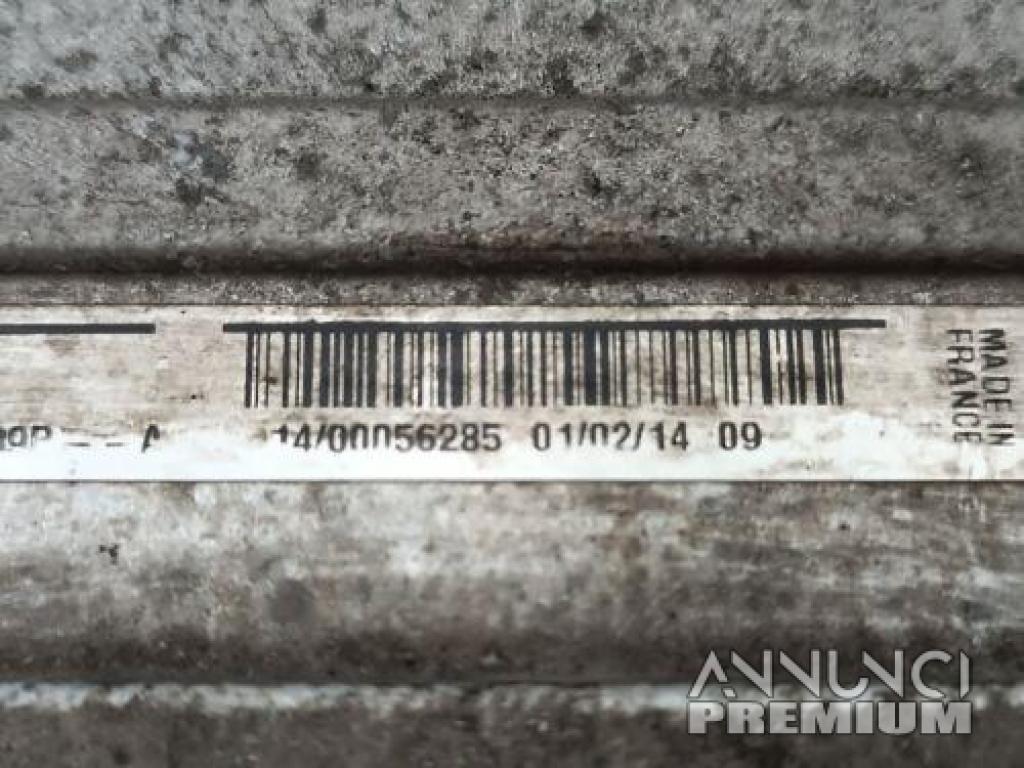 14/00056285 01/02/14 09
MADE IN
FRANCE
ANNUNCI
PREMIUM